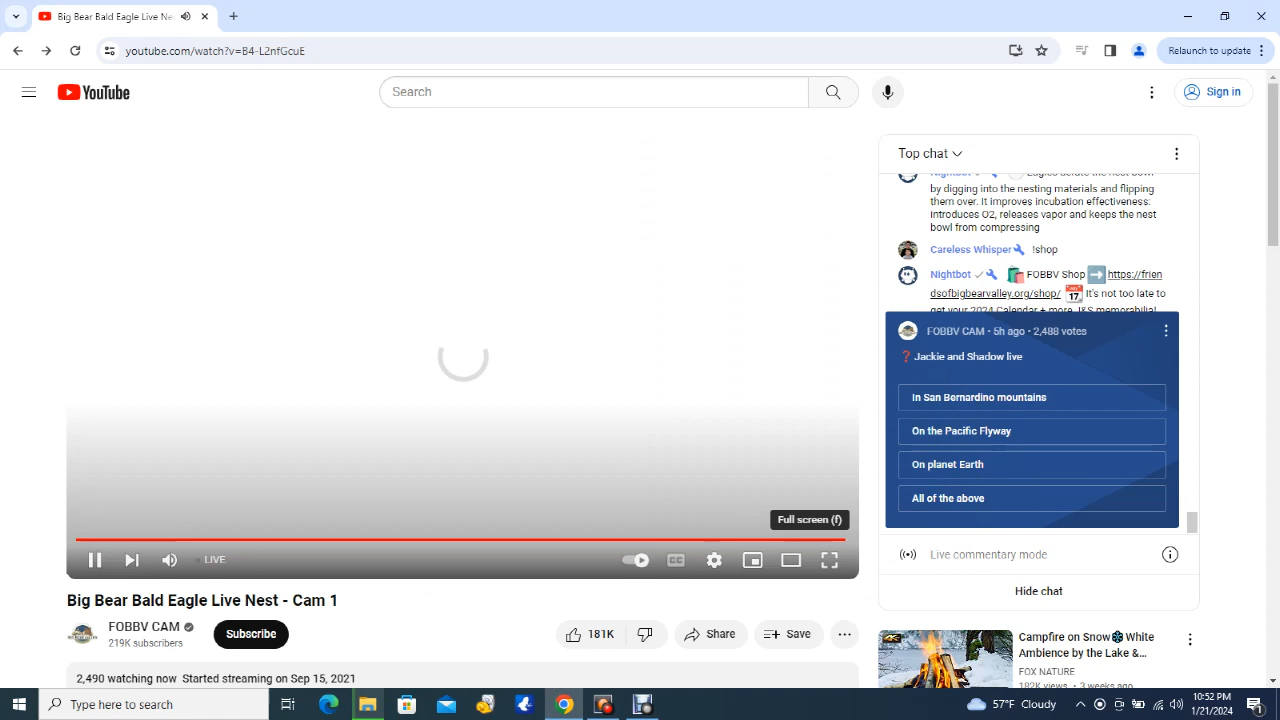 Big Bear Bald Eagle Live Ne
youtube.com/watch?v=B4-L2nfGcuE
Relaunch to update
YouTube
Search
Sign in
Top chat
Nightbot
by digging into the nesting materials and flipping
them over. It improves incubation effectiveness:
introduces O2, releases vapor and keeps the nest
bowl from compressing
Careless Whisper !shop
Nightbot FOBBV Shop https://frien
dsofbigbearvalley.org/shop/ It's not too late to
get your 2024 Calendar + more J&S memorabilia!
FOBBV CAM • 5h ago • 2,488 votes
❓Jackie and Shadow live
In San Bernardino mountains
On the Pacific Flyway
On planet Earth
All of the above
Full screen (f)
LIVE
CC
Live commentary mode
Hide chat
Big Bear Bald Eagle Live Nest - Cam 1
FOBBV CAM
219K subscribers
Subscribe
181K
Share
Save
2,490 watching now Started streaming on Sep 15, 2021
4K
Campfire on Snow❄White
Ambience by the Lake &...
FOX NATURE
182K views • 3 weeks ago
Type here to search
57°F Cloudy
10:52 PM
1/21/2024